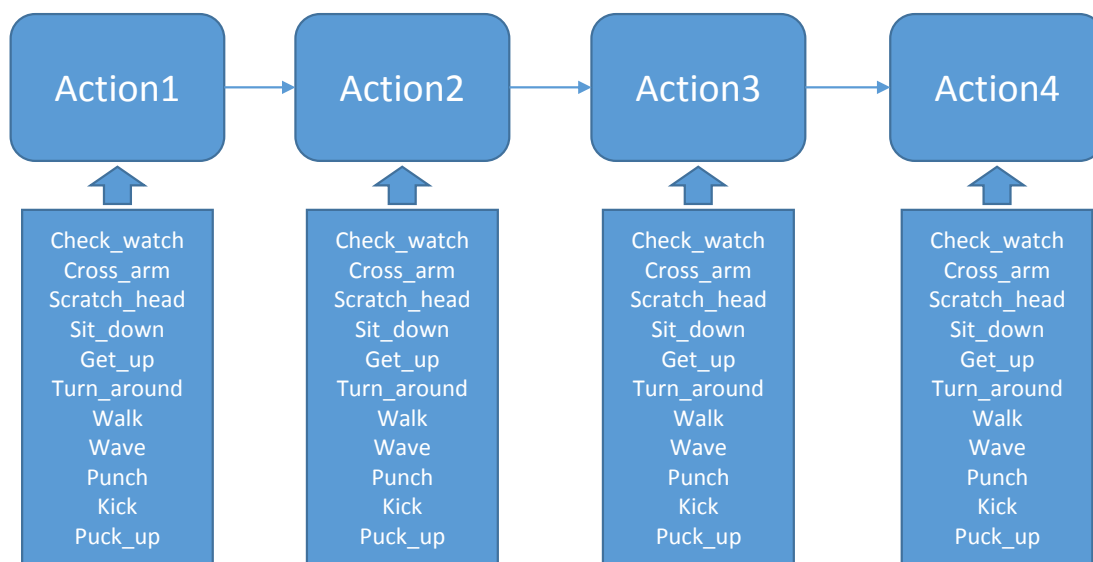 Action1
Action2
Action3
Action4
Check_watch
Cross_arm
Scratch_head
Sit_down
Get_up
Turn_around
Walk
Wave
Punch
Kick
Puck_up
Check_watch
Cross_arm
Scratch_head
Sit_down
Get_up
Turn_around
Walk
Wave
Punch
Kick
Puck_up
Check_watch
Cross_arm
Scratch_head
Sit_down
Get_up
Turn_around
Walk
Wave
Punch
Kick
Puck_up
Check_watch
Cross_arm
Scratch_head
Sit_down
Get_up
Turn_around
Walk
Wave
Punch
Kick
Puck_up